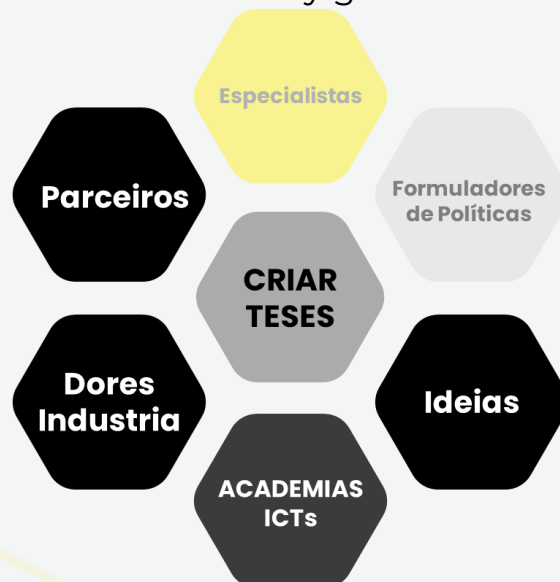 Especialistas
Parceiros
Formuladores
de Políticas
CRIAR
TESES
Dores
Industria
Ideias
ACADEMIAS
ICTs